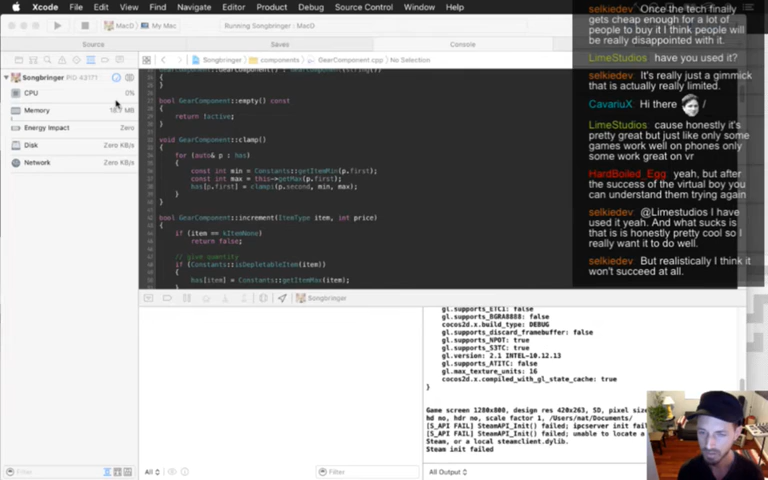 Xcode File Edit View Find Navigate Editor Product Debug Source Control Window Help
MacD My Mac
Running Songbringer : MacD
Source Saves Console
Songbringer components GearComponent.cpp No Selection
Songbringer PID 43171
CPU 0%
Memory
Energy Impact Zero
Disk Zero KB/s
Network Zero KB/s
{
}
bool GearComponent::empty() const
{
return !active;
}
void GearComponent::clamp()
{
for (auto& p : has)
{
const int min = Constants::getItemMin(p.first);
const int max = this->getMax(p.first);
has[p.first] = clampi(p.second, min, max);
}
}
bool GearComponent::increment(ItemType item, int price)
{
if (item == kItemNone)
return false;
// give quantity
if (Constants::isDepletableItem(item))
{
has[item] = Constants::getItemMax(item);
Songbringer
gl.supports_ETC1: false
gl.supports_BGRA8888: false
cocos2d.x.build_type: DEBUG
gl.supports_discard_framebuffer: false
gl.supports_NPOT: true
gl.supports_S3TC: true
gl.version: 2.1 INTEL-10.12.13
gl.supports_ATITC: false
gl.max_texture_units: 16
cocos2d.x.compiled_with_gl_state_cache: true
}
Game screen 1280x800, design res 420x263, SD, pixel size
hd no, hdr no, scale factor 1, /Users/nat/Documents/
[S_API FAIL] SteamAPI_Init() failed; ipcserver init fail
[S_API FAIL] SteamAPI_Init() failed; unable to locate a
Steam, or a local steamclient.dylib.
Steam init failed
Filter
All
Filter
All Output
selkiedev Once the tech finally
gets cheap enough for a lot of
people to buy it I think people will
be really disappointed with it.
LimeStudios have you used it?
selkiedev It's really just a gimmick
that is actually really limited.
CavariuX Hi there /
LimeStudios cause honestly it's
pretty great but just like only some
games work well on phones only
some work great on vr
HardBoiled_Egg yeah, but after
the success of the virtual boy you
can understand them trying again
selkiedev @Limestudios I have
used it yeah. And what sucks is
that is is honestly pretty cool so I
really want it to do well.
selkiedev But realistically I think it
won't succeed at all.